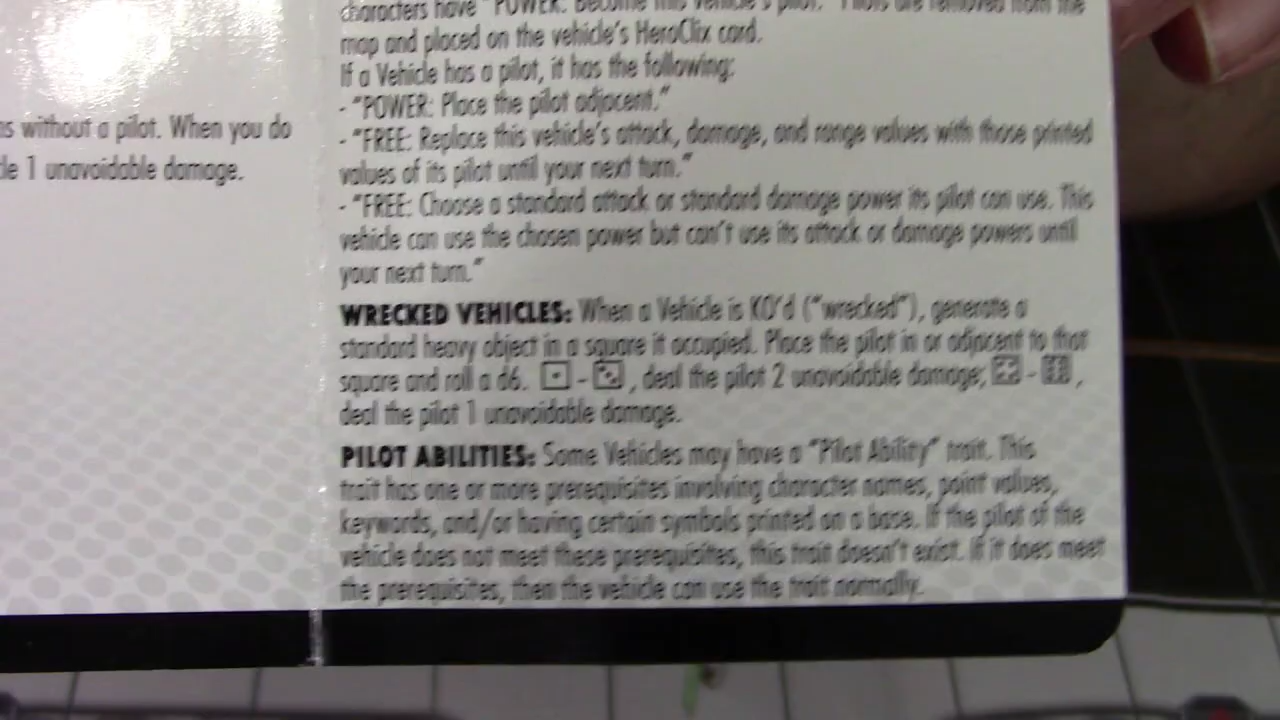 ns without a pilot. When you do
le 1 unavoidable damage.
characters have "POWER: Become this vehicle's pilot." Pilots are removed from the
map and placed on the vehicle's HeroClix card.
If a Vehicle has a pilot, it has the following:
- "POWER: Place the pilot adjacent."
- "FREE: Replace this vehicle's attack, damage, and range values with those printed
values of its pilot until your next turn."
- "FREE: Choose a standard attack or standard damage power its pilot can use. This
vehicle can use the chosen power but can't use its attack or damage powers until
your next turn."
WRECKED VEHICLES: When a Vehicle is KO'd ("wrecked"), generate a
standard heavy object in a square it occupied. Place the pilot in or adjacent to that
square and roll a d6. ⚀ - ⚂, deal the pilot 2 unavoidable damage; ⚃ - ⚅,
deal the pilot 1 unavoidable damage.
PILOT ABILITIES: Some Vehicles may have a "Pilot Ability" trait. This
trait has one or more prerequisites involving character names, point values,
keywords, and/or having certain symbols printed on a base. If the pilot of the
vehicle does not meet these prerequisites, this trait doesn't exist. If it does meet
the prerequisites, then the vehicle can use the trait normally.